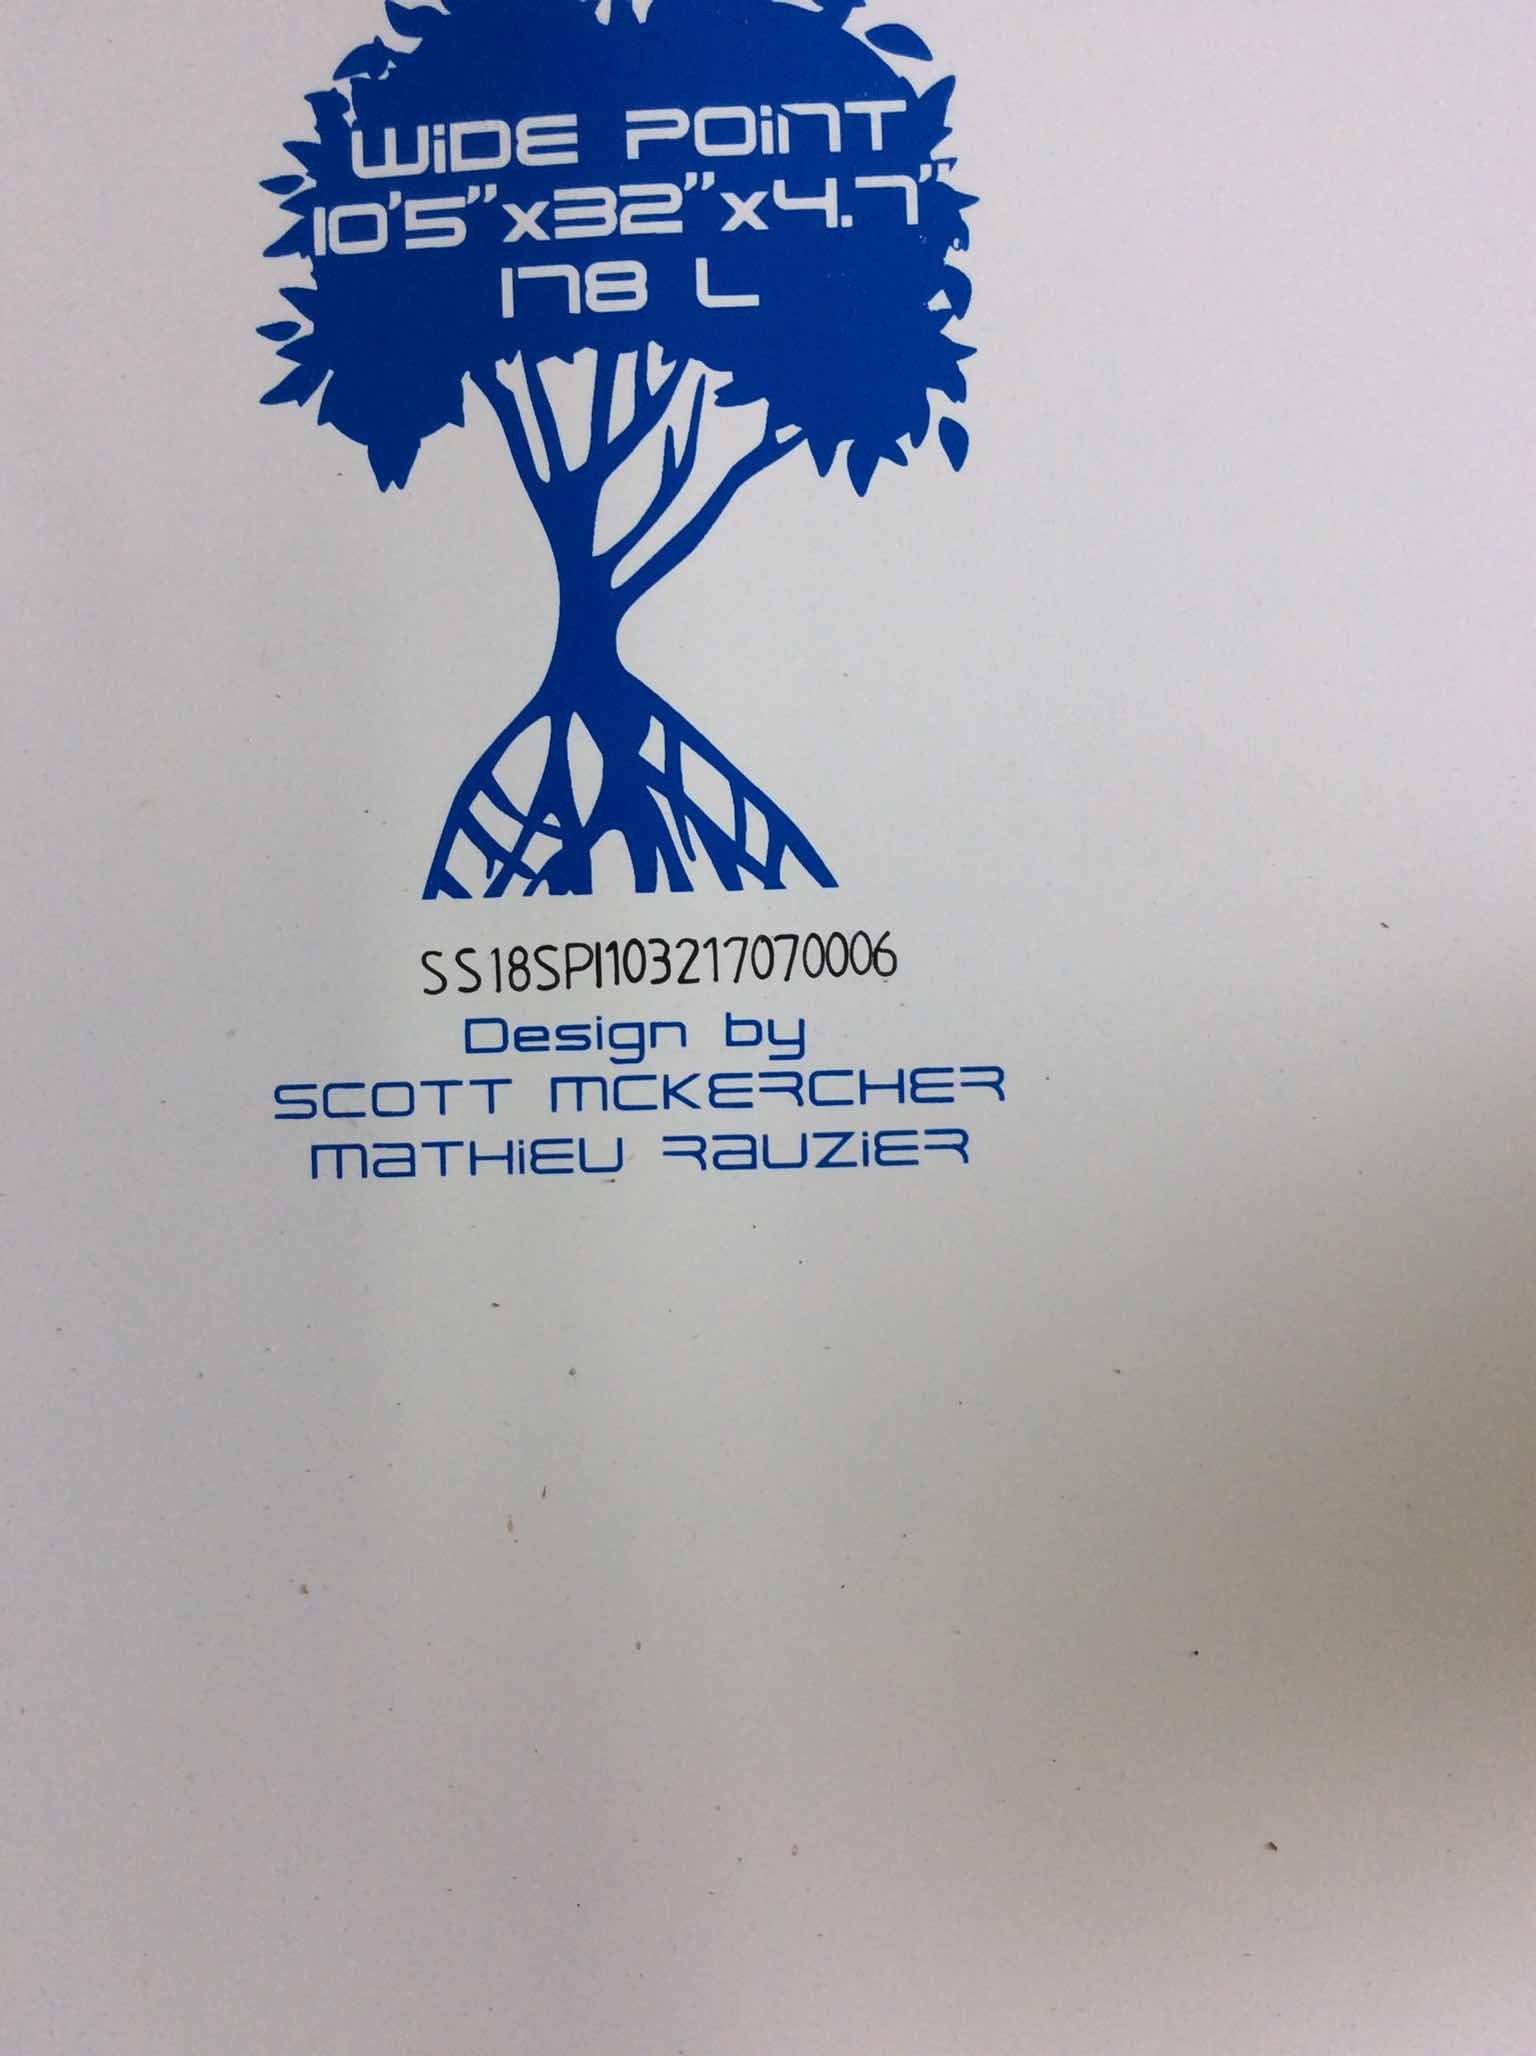 WiDE POiNT
10'5"x32"x4.7"
178 L
SS18SPI103217070006
Design by
SCOTT MCKERCHER
MaTHiEU RaUZiER